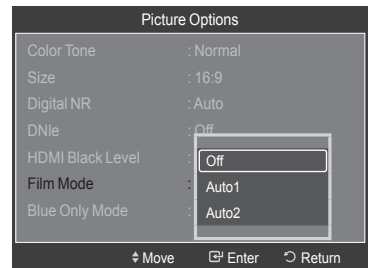 Picture Options
Color Tone : Normal
Size : 16:9
Digital NR : Auto
DNIe : Off
HDMI Black Level :
Off
Film Mode :
Auto1
Blue Only Mode :
Auto2
Move Enter Return